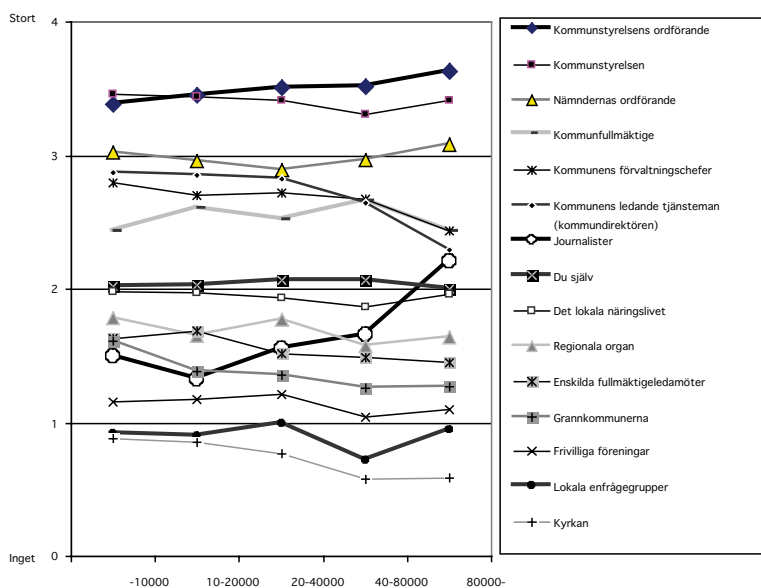 Stort
4
3
2
1
Inget
0
-10000
10-20000
20-40000
40-80000
80000-
Kommunstyrelsens ordförande
Kommunstyrelsen
Nämndernas ordförande
Kommunfullmäktige
Kommunens förvaltningschefer
Kommunens ledande tjänsteman
(kommundirektören)
Journalister
Du själv
Det lokala näringslivet
Regionala organ
Enskilda fullmäktigeledamöter
Grannkommunerna
Frivilliga föreningar
Lokala enfrågegrupper
Kyrkan